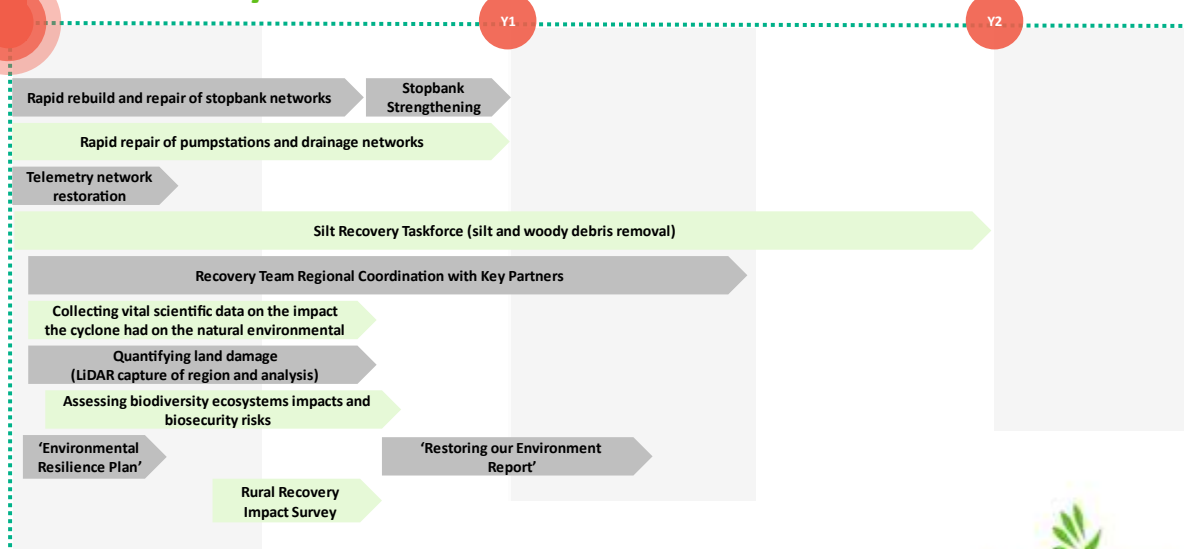 Y1
Y2
Rapid rebuild and repair of stopbank networks
Stopbank
Strengthening
Rapid repair of pumpstations and drainage networks
Telemetry network
restoration
Silt Recovery Taskforce (silt and woody debris removal)
Recovery Team Regional Coordination with Key Partners
Collecting vital scientific data on the impact
the cyclone had on the natural environmental
Quantifying land damage
(LiDAR capture of region and analysis)
Assessing biodiversity ecosystems impacts and
biosecurity risks
‘Environmental
Resilience Plan’
‘Restoring our Environment
Report’
Rural Recovery
Impact Survey